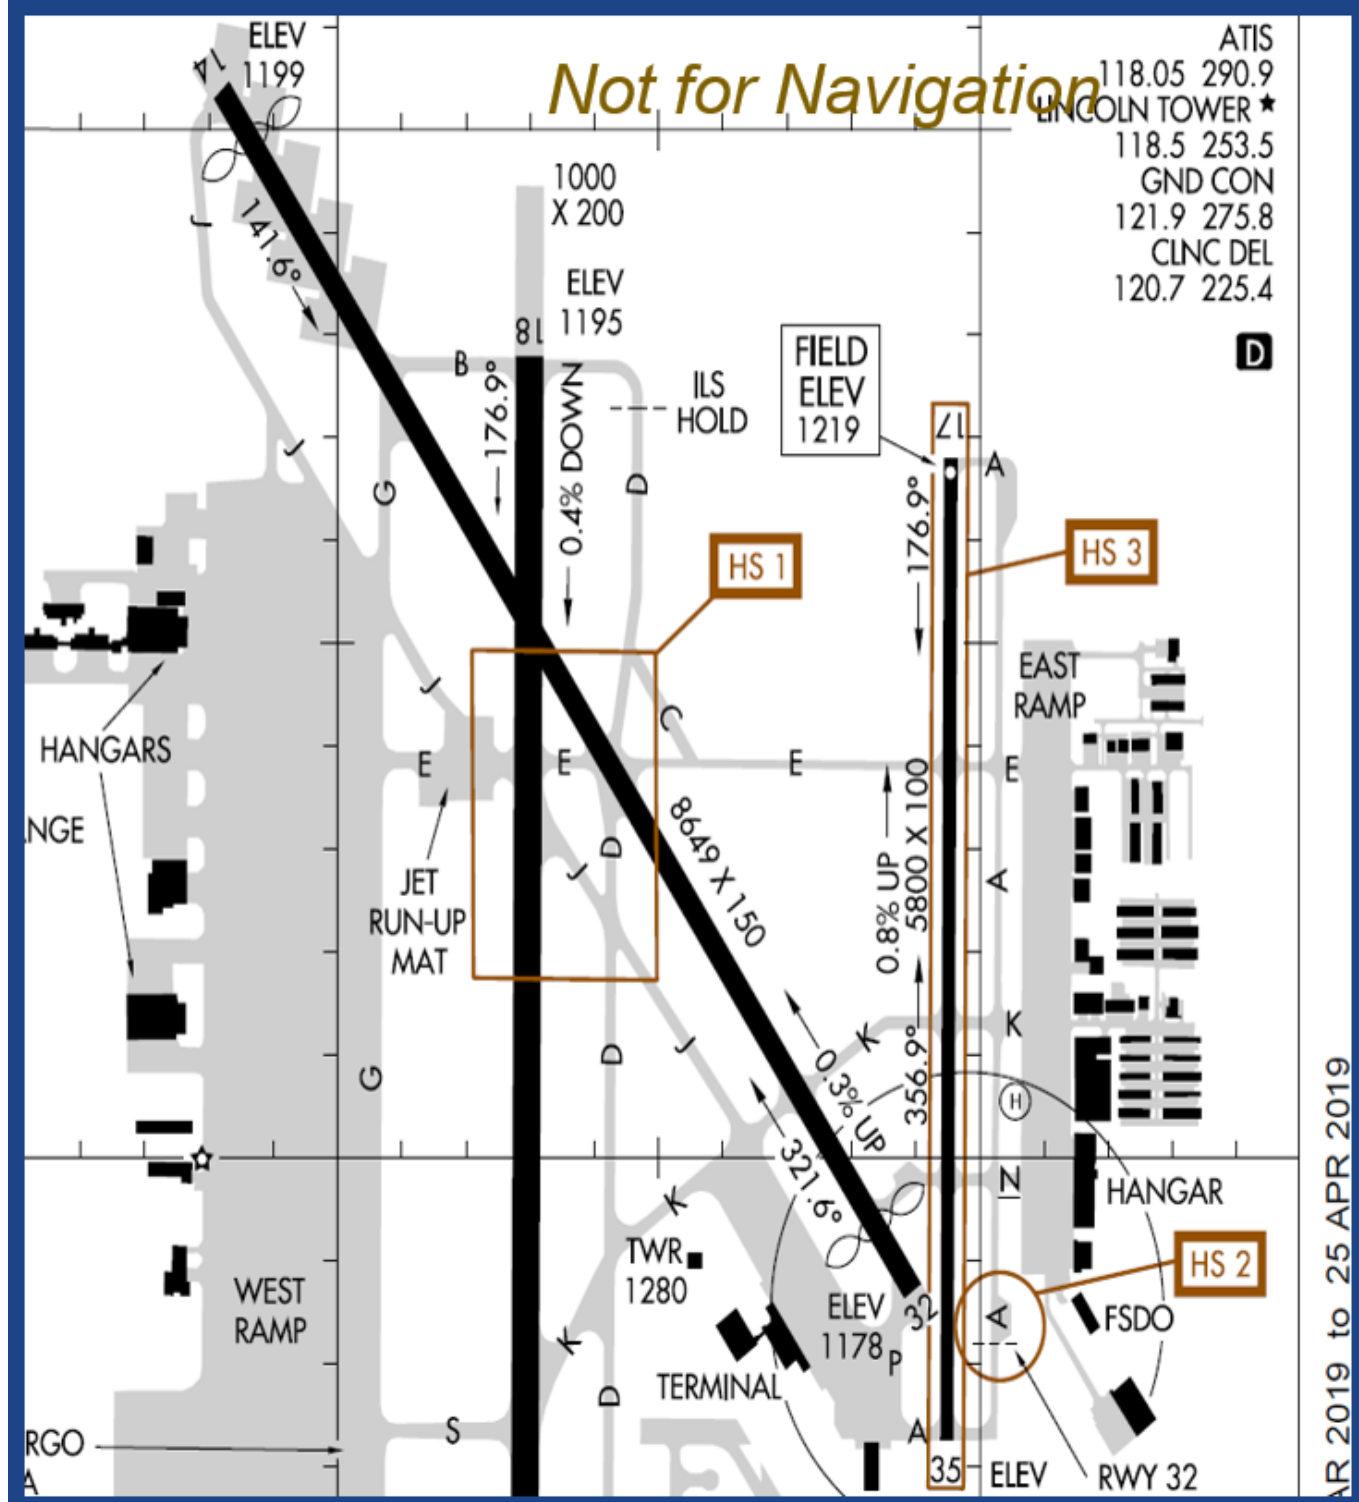 ELEV
1199
14
Not for Navigation
ATIS
118.05 290.9
LINCOLN TOWER ★
118.5 253.5
GND CON
121.9 275.8
CLNC DEL
120.7 225.4
D
1000
X 200
J
141.6°
ELEV
1195
18
B
176.9°
0.4% DOWN
ILS
HOLD
FIELD
ELEV
1219
17
A
J
G
D
176.9°
HS 1
HS 3
EAST
RAMP
J
C
HANGARS
E
E
E
E
NGE
JET
RUN-UP
MAT
J
D
8649 X 150
0.8% UP
5800 X 100
A
G
D
J
K
K
0.3% UP
356.9°
H
321.6°
N
HANGAR
K
TWR
1280
WEST
RAMP
HS 2
ELEV
1178
32
A
FSDO
K
P
TERMINAL
D
S
A
RGO
A
35
ELEV
RWY 32
AR 2019 to 25 APR 2019